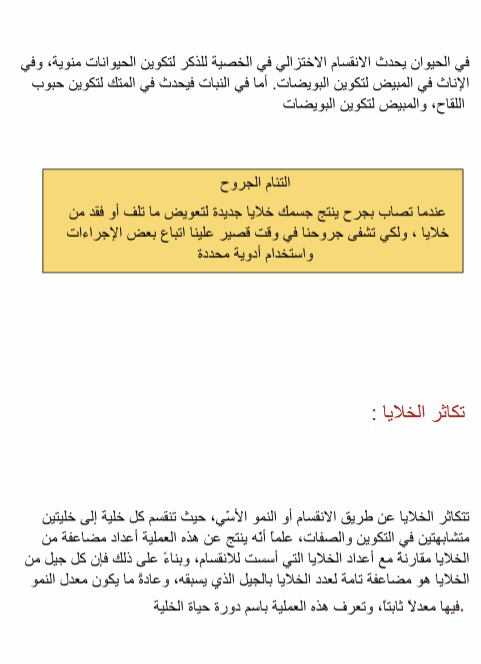 في الحيوان يحدث الانقسام الاختزالي في الخصية للذكر لتكوين الحيوانات منوية، وفي
الإناث في المبيض لتكوين البويضات. أما في النبات فيحدث في المتك لتكوين حبوب
اللقاح، والمبيض لتكوين البويضات
التئام الجروح
عندما تصاب بجرح ينتج جسمك خلايا جديدة لتعويض ما تلف أو فقد من
خلايا ، ولكي تشفى جروحنا في وقت قصير علينا اتباع بعض الإجراءات
واستخدام أدوية محددة
تكاثر الخلايا :
تتكاثر الخلايا عن طريق الانقسام أو النمو الأسّي، حيث تنقسم كل خلية إلى خليتين
متشابهتين في التكوين والصفات، علماً أنّه ينتج عن هذه العملية أعداد مضاعفة من
الخلايا مقارنة مع أعداد الخلايا التي أسست للانقسام، وبناءً على ذلك فإن كل جيل من
الخلايا هو مضاعفة تامة لعدد الخلايا بالجيل الذي يسبقه، وعادةً ما يكون معدل النمو
.فيها معدلاً ثابتاً، وتعرف هذه العملية باسم دورة حياة الخلية